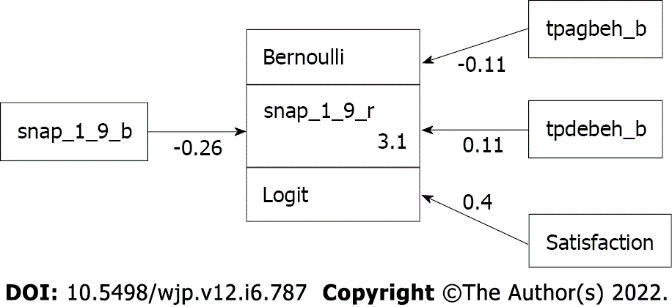 tpagbeh_b
Bernoulli
-0.11
snap_1_9_r
snap_1_9_b
tpdebeh_b
3.1
-0.26
0.11
Logit
0.4
Satisfaction
DOI: 10.5498/wjp.v12.i6.787 Copyright ©The Author(s) 2022.